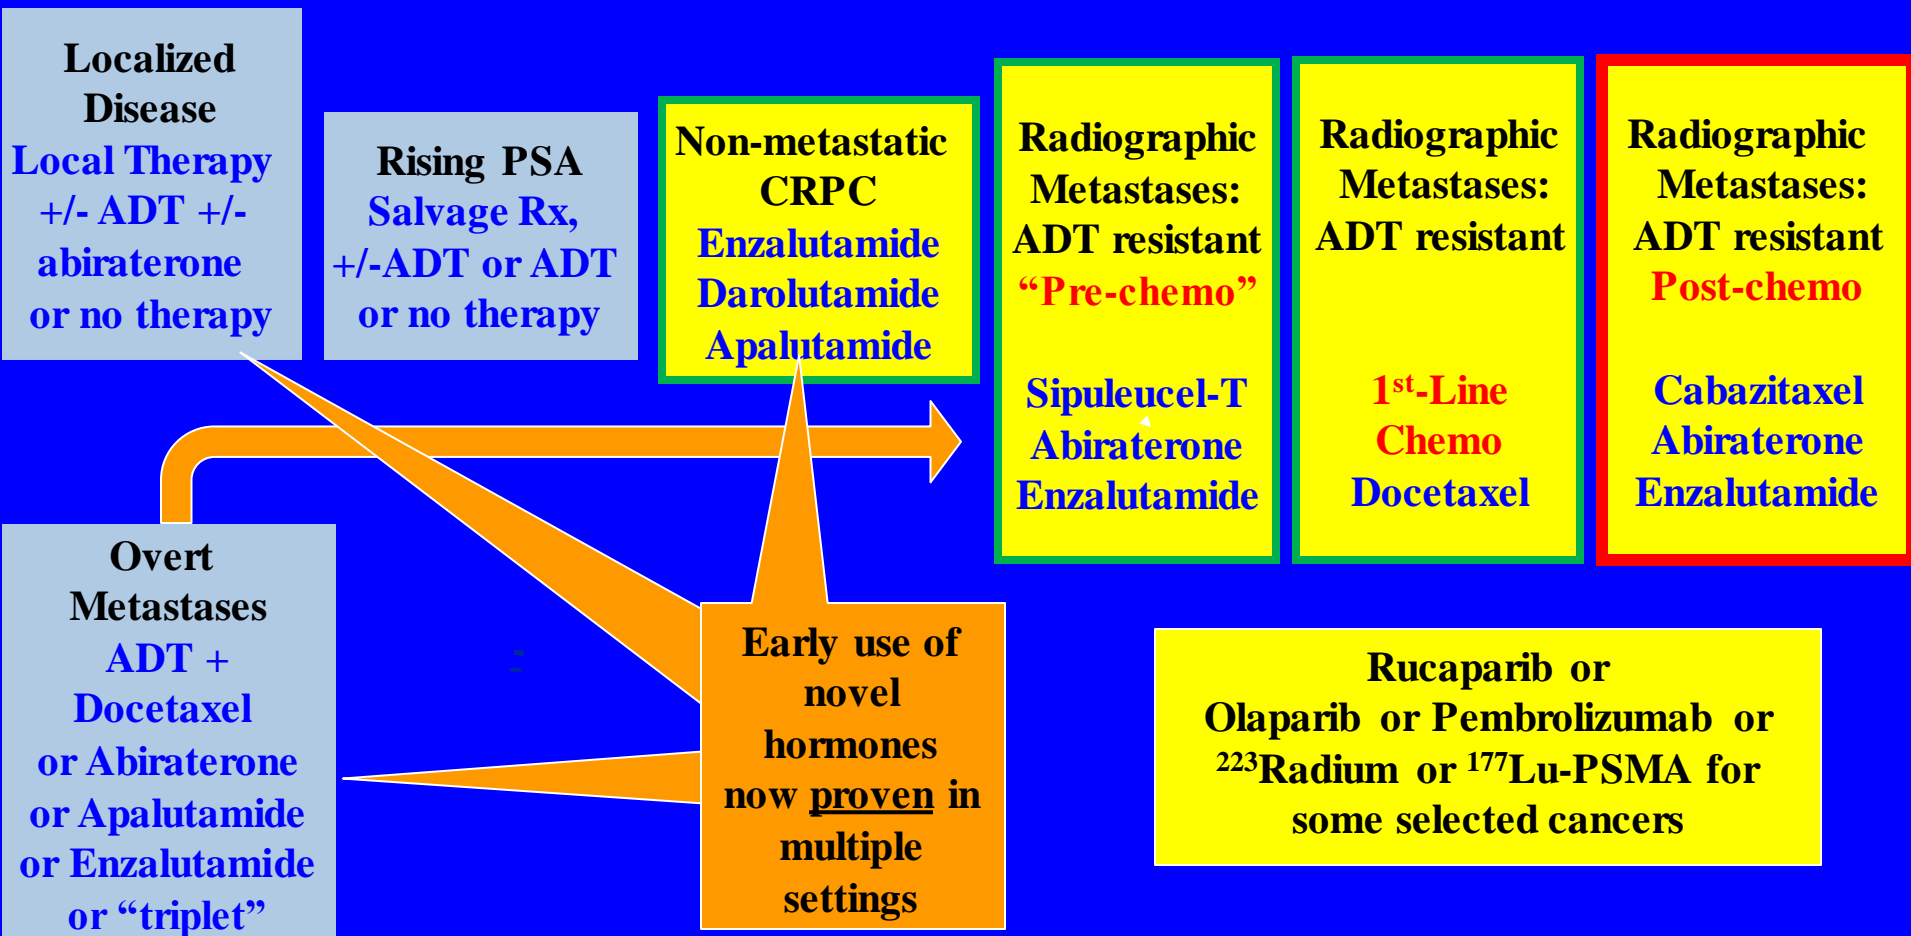 Localized
Disease
Local Therapy
+/- ADT +/-
abiraterone
or no therapy
Rising PSA
Salvage Rx,
+/-ADT or ADT
or no therapy
Non-metastatic
CRPC
Enzalutamide
Darolutamide
Apalutamide
Radiographic
Metastases:
ADT resistant
“Pre-chemo”
Sipuleucel-T
Abiraterone
Enzalutamide
Radiographic
Metastases:
ADT resistant
1st-Line
Chemo
Docetaxel
Radiographic
Metastases:
ADT resistant
Post-chemo
Cabazitaxel
Abiraterone
Enzalutamide
Overt
Metastases
ADT +
Docetaxel
or Abiraterone
or Apalutamide
or Enzalutamide
or “triplet”
Early use of
novel
hormones
now proven in
multiple
settings
Rucaparib or
Olaparib or Pembrolizumab or
223Radium or 177Lu-PSMA for
some selected cancers